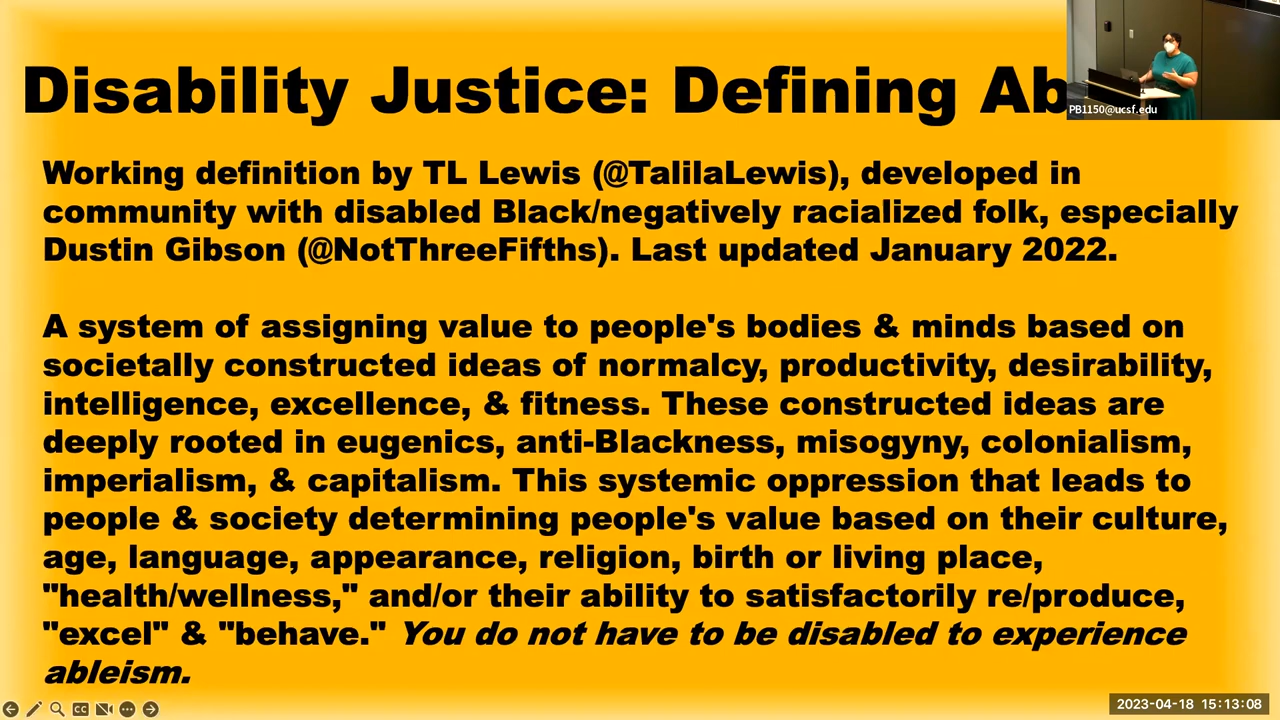 Disability Justice: Defining Ab
PB1150@ucsf.edu
Working definition by TL Lewis (@TalilaLewis), developed in
community with disabled Black/negatively racialized folk, especially
Dustin Gibson (@NotThreeFifths). Last updated January 2022.
A system of assigning value to people's bodies & minds based on
societally constructed ideas of normalcy, productivity, desirability,
intelligence, excellence, & fitness. These constructed ideas are
deeply rooted in eugenics, anti-Blackness, misogyny, colonialism,
imperialism, & capitalism. This systemic oppression that leads to
people & society determining people's value based on their culture,
age, language, appearance, religion, birth or living place,
"health/wellness," and/or their ability to satisfactorily re/produce,
"excel" & "behave." You do not have to be disabled to experience
ableism.
CC
2023-04-18 15:13:08